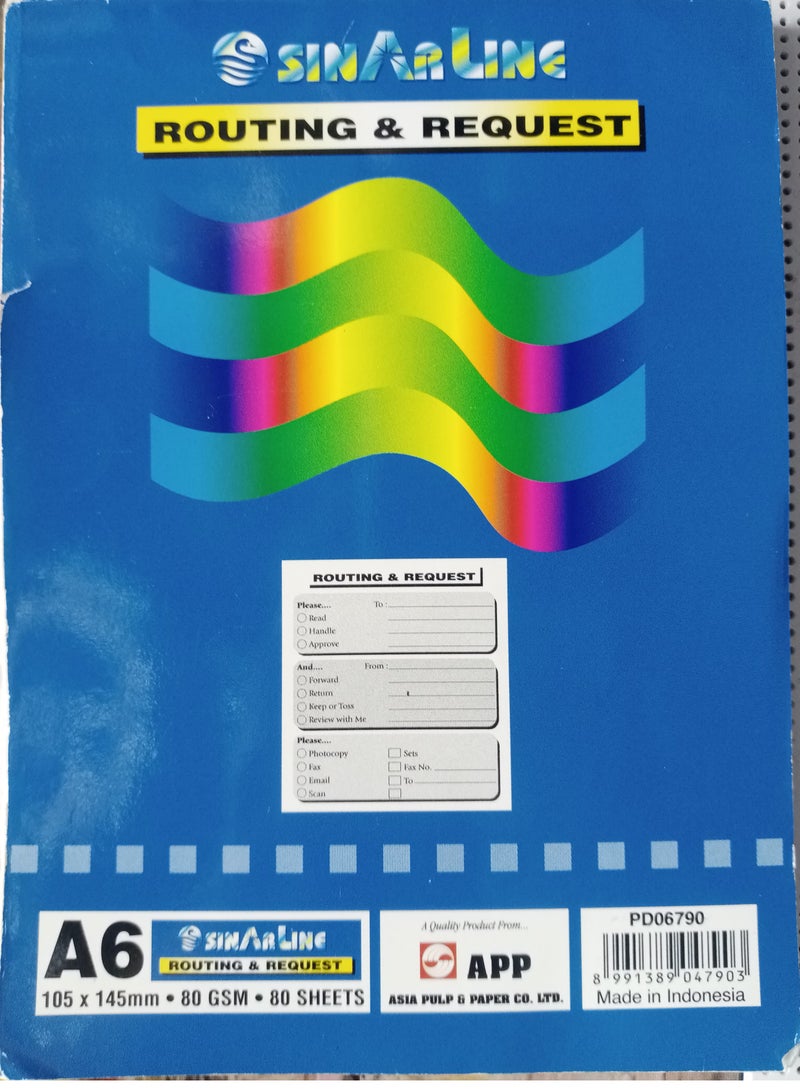 SINARLINE
ROUTING & REQUEST
ROUTING & REQUEST
Please.... To :
Read
Handle
Approve
And.... From :
Forward
Return
Keep or Toss
Review with Me
Please....
Photocopy Sets
Fax Fax No.
Email To
Scan
A6 SINARLINE
ROUTING & REQUEST
105 x 145mm • 80 GSM • 80 SHEETS
A Quality Product From...
APP
ASIA PULP & PAPER CO. LTD.
PD06790
8 991389 047903
Made in Indonesia